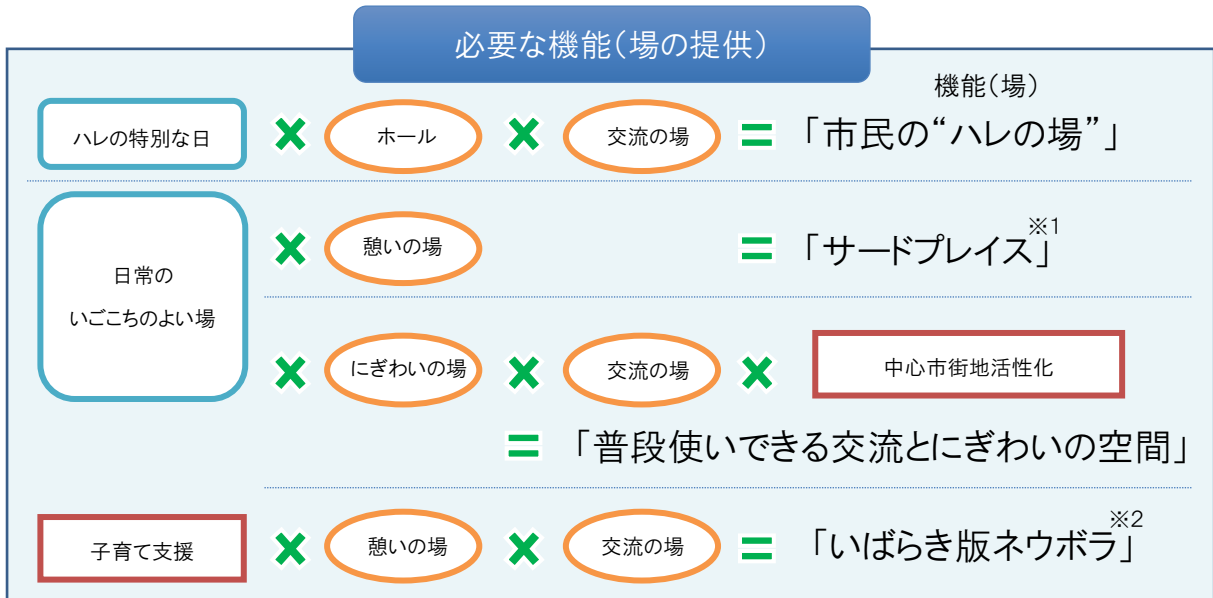 必要な機能（場の提供）
機能（場）
ハレの特別な日 × ホール × 交流の場 = 「市民の“ハレの場”」
日常の
いごこちのよい場
× 憩いの場 = 「サードプレイス」※1
× にぎわいの場 × 交流の場 × 中心市街地活性化
= 「普段使いできる交流とにぎわいの空間」
子育て支援 × 憩いの場 × 交流の場 = 「いばらき版ネウボラ」※2